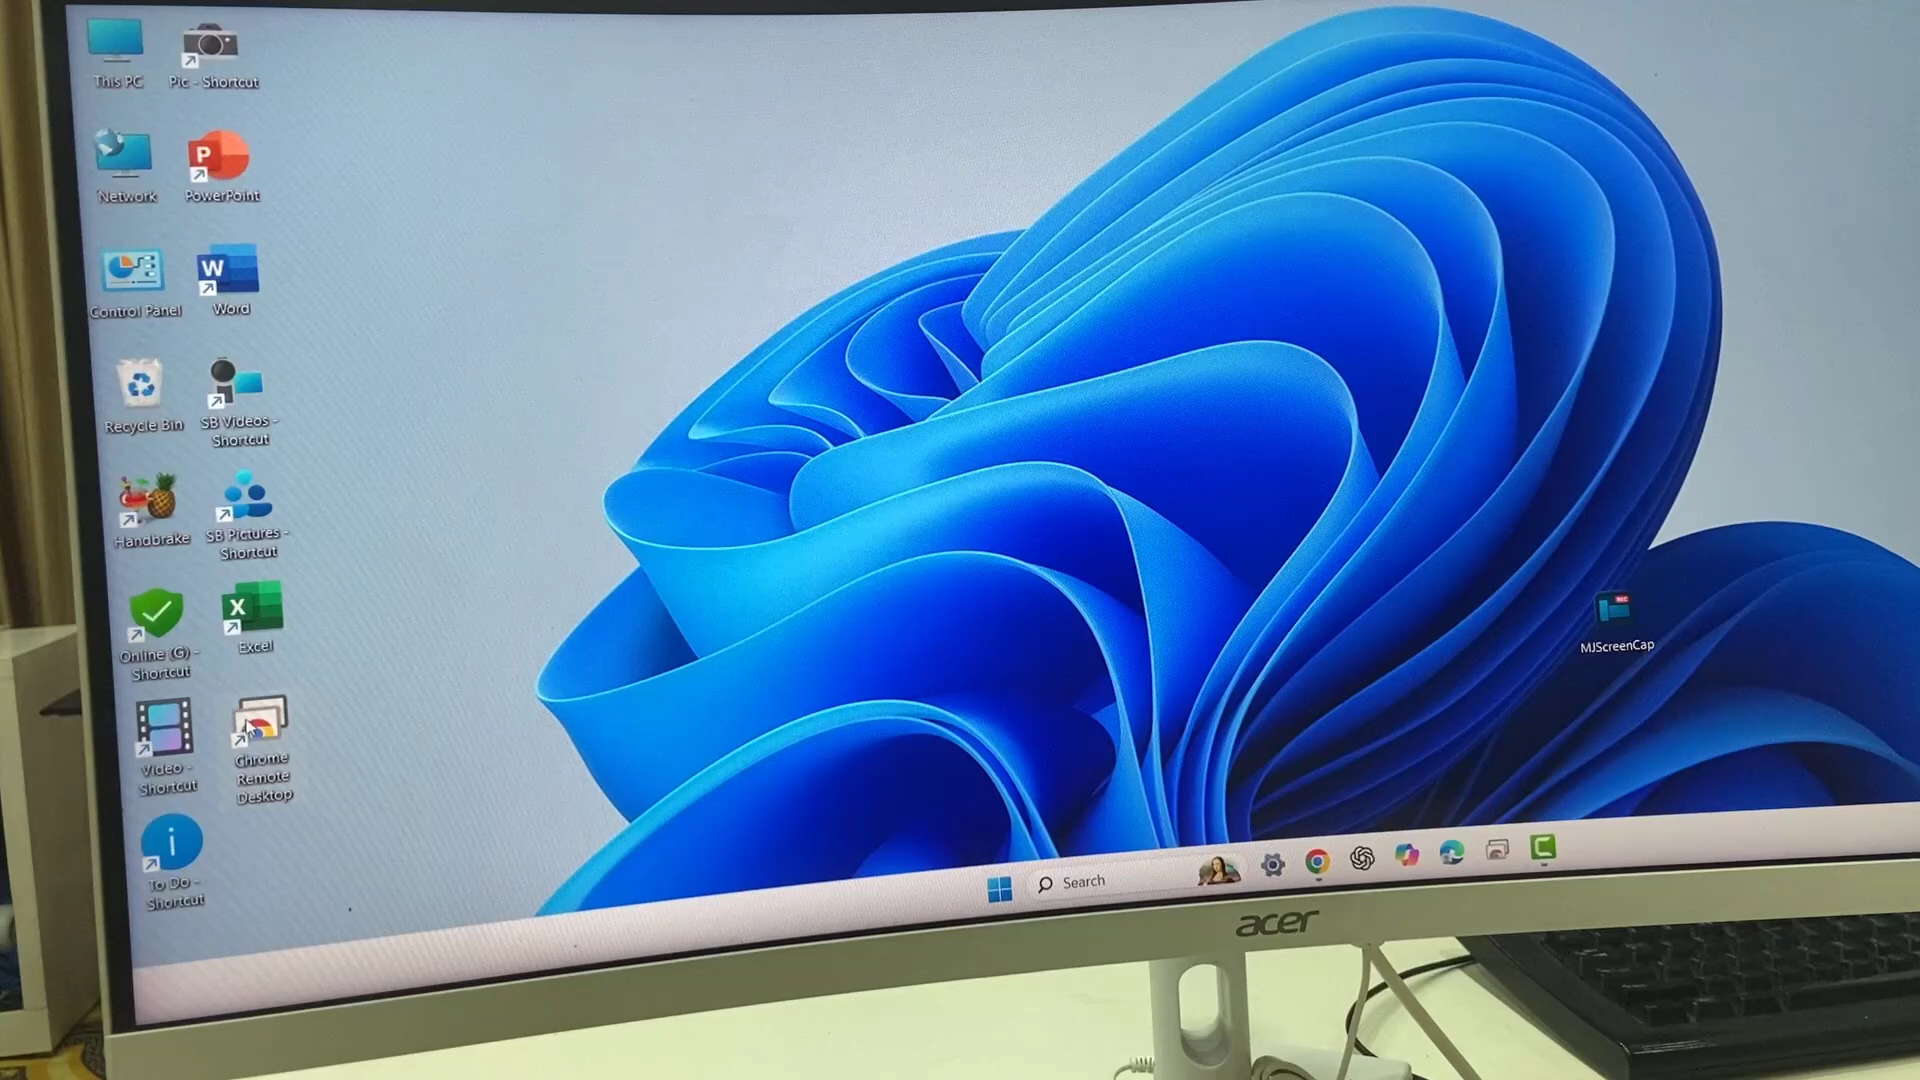 This PC
Pic - Shortcut
Network
PowerPoint
P
Control Panel
Word
W
Recycle Bin
SB Videos -
Shortcut
Handbrake
SB Pictures -
Shortcut
Online (G) -
Shortcut
Excel
X
Video -
Shortcut
Chrome
Remote
Desktop
i
To Do -
Shortcut
REC
MJScreenCap
Search
acer